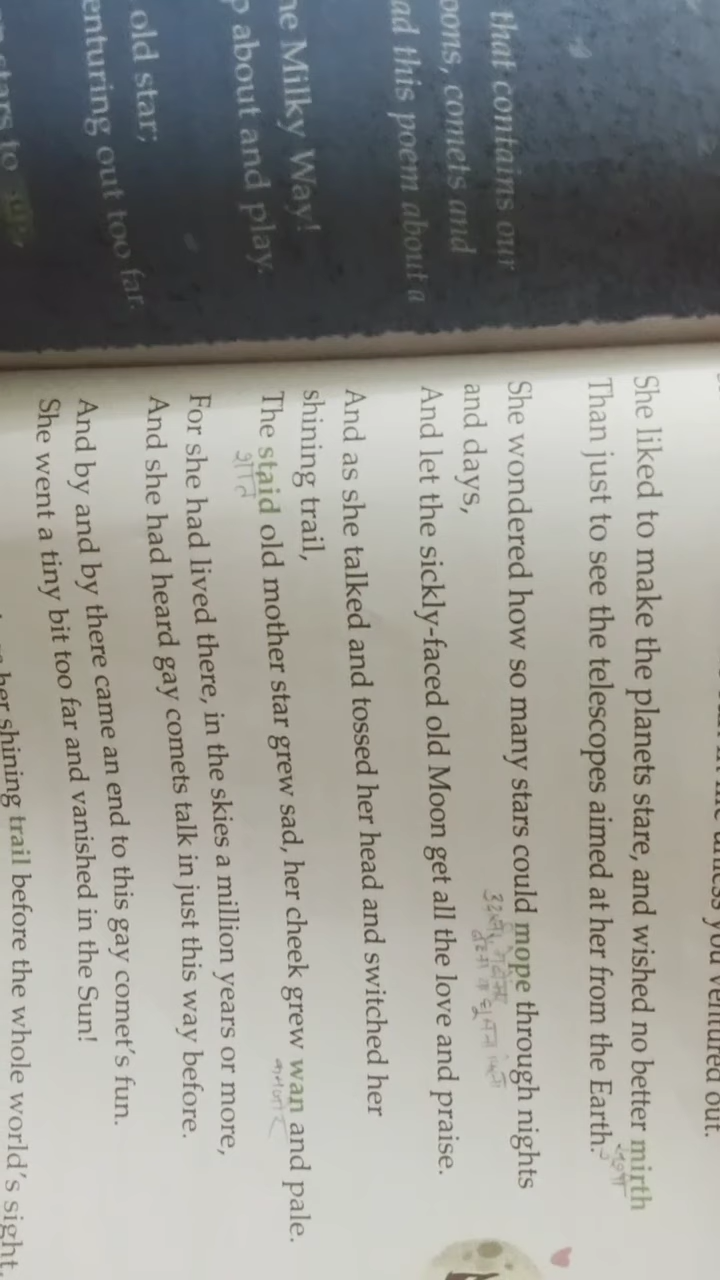 that contains our
comets and
ad this poem about a
Milky Way!
about and play.
old star;
out too far.
stars to
you ventured out.
She liked to make the planets stare, and wished no better mirth
Than just to see the telescopes aimed at her from the Earth.
She wondered how so many stars could mope through nights
and days,
And let the sickly-faced old Moon get all the love and praise.
And as she talked and tossed her head and switched her
shining trail,
The staid old mother star grew sad, her cheek grew wan and pale.
शांत
For she had lived there, in the skies a million years or more,
And she had heard gay comets talk in just this way before.
And by and by there came an end to this gay comet's fun.
She went a tiny bit too far and vanished in the Sun!
her shining trail before the whole world's sight,